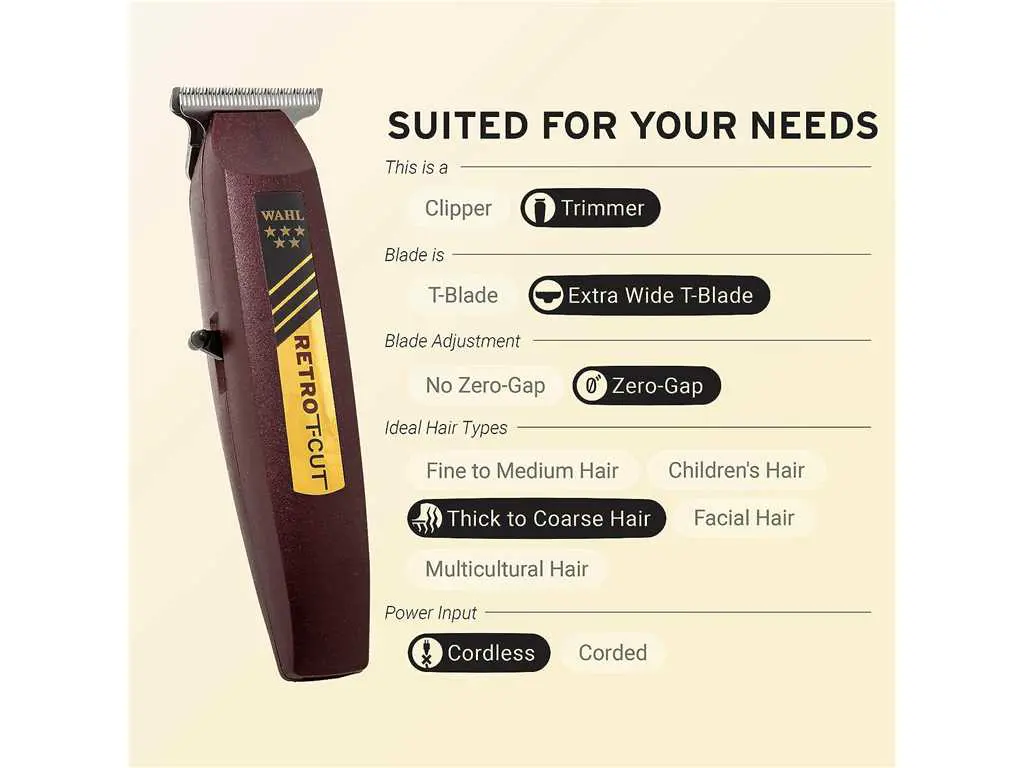 SUITED FOR YOUR NEEDS
This is a
Clipper Trimmer
Blade is
T-Blade Extra Wide T-Blade
Blade Adjustment
No Zero-Gap 0" Zero-Gap
Ideal Hair Types
Fine to Medium Hair Children's Hair
Thick to Coarse Hair Facial Hair
Multicultural Hair
Power Input
Cordless Corded
WAHL
RETRO T-CUT